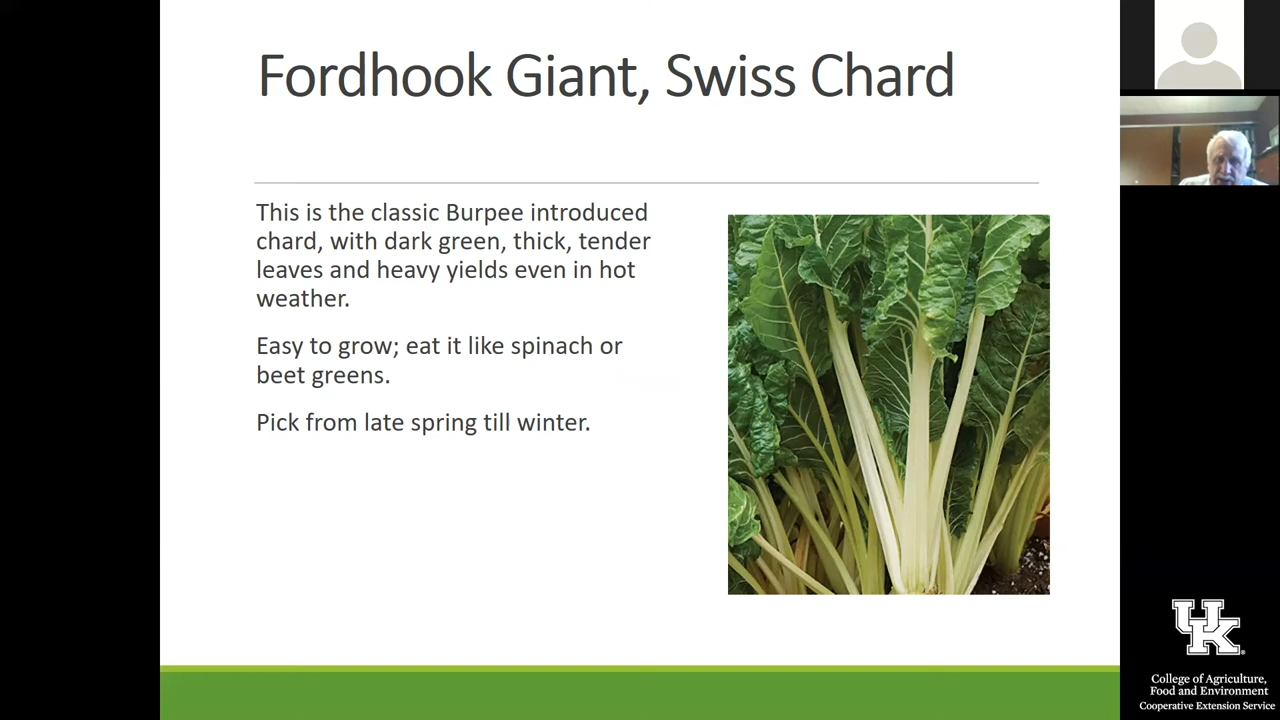 Fordhook Giant, Swiss Chard
This is the classic Burpee introduced
chard, with dark green, thick, tender
leaves and heavy yields even in hot
weather.
Easy to grow; eat it like spinach or
beet greens.
Pick from late spring till winter.
UK
College of Agriculture,
Food and Environment
Cooperative Extension Service